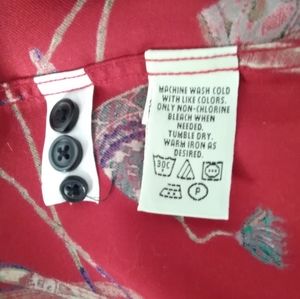 MACHINE WASH COLD
WITH LIKE COLORS.
ONLY NON-CHLORINE
BLEACH WHEN
NEEDED.
TUMBLE DRY.
WARM IRON AS
DESIRED.
30C
P